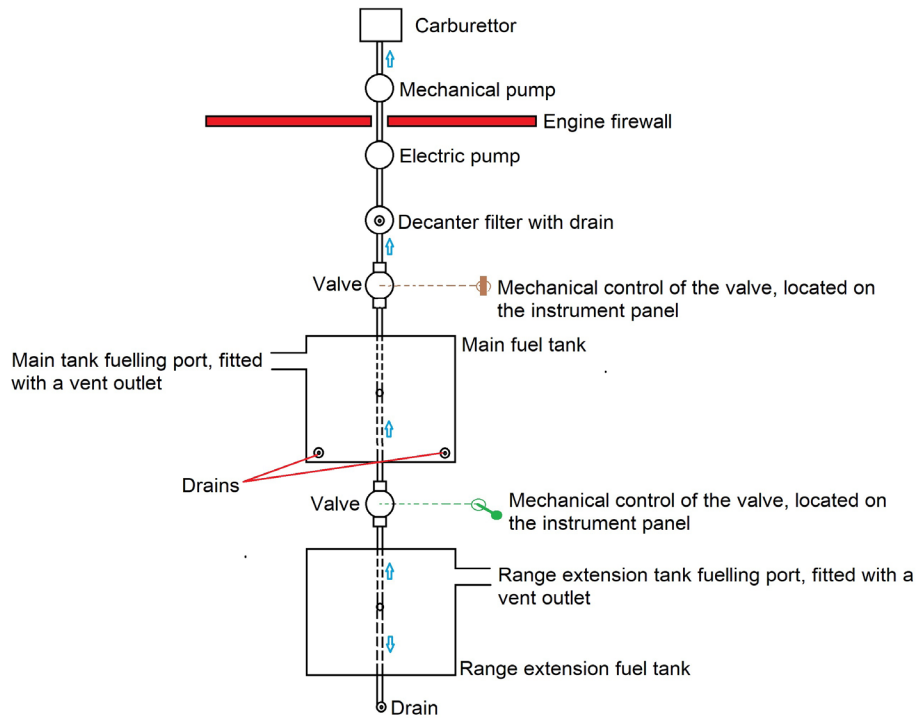 Carburettor
Mechanical pump
Engine firewall
Electric pump
Decanter filter with drain
Valve
Mechanical control of the valve, located on
the instrument panel
Main fuel tank
Main tank fuelling port, fitted
with a vent outlet
Drains
Valve
Mechanical control of the valve, located on
the instrument panel
Range extension tank fuelling port, fitted with a
vent outlet
Range extension fuel tank
Drain